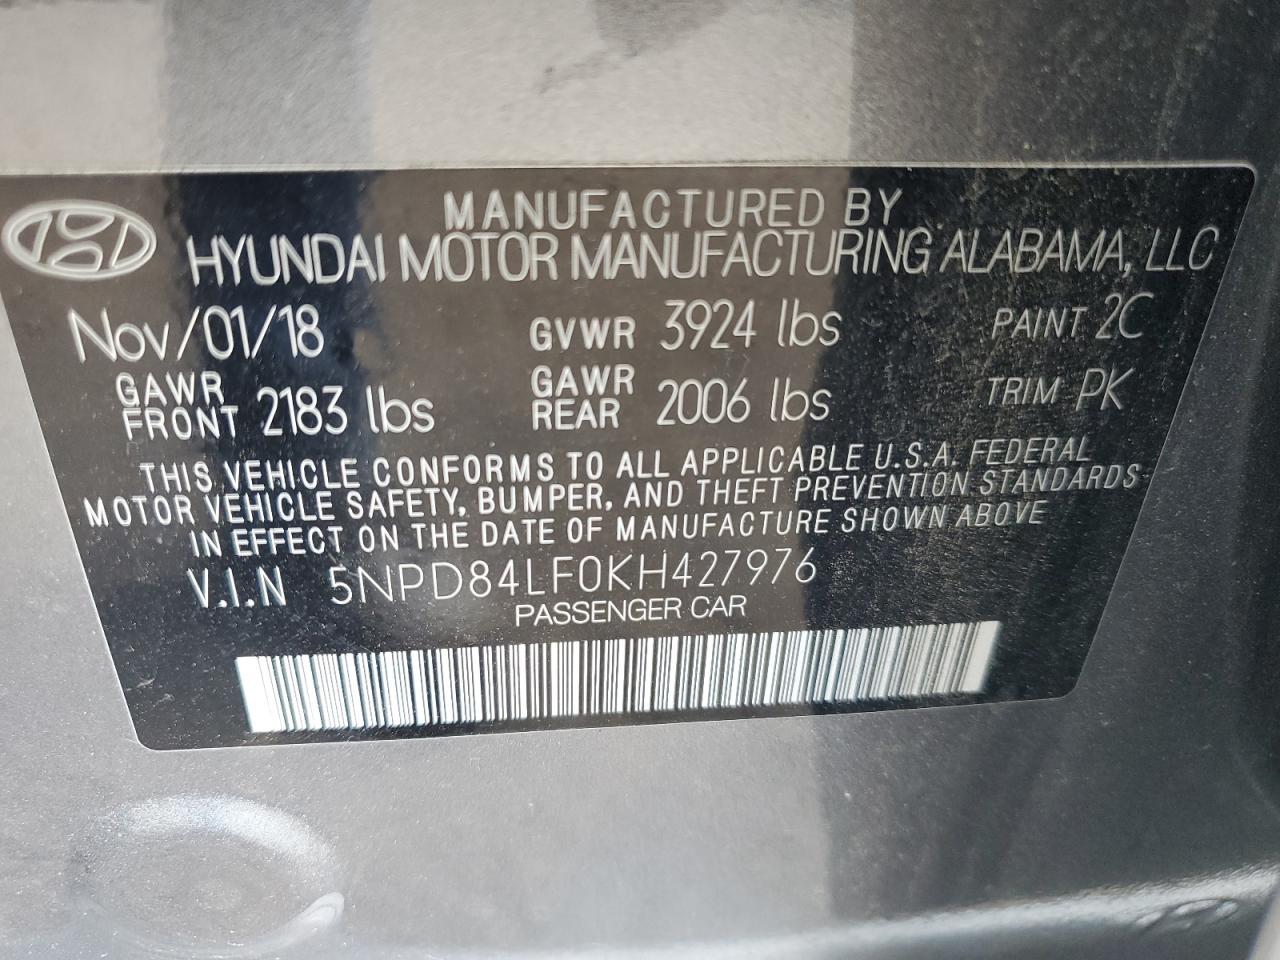 MANUFACTURED BY
HYUNDAI MOTOR MANUFACTURING ALABAMA, LLC
Nov/01/18 GVWR 3924 lbs PAINT 2C
GAWR FRONT 2183 lbs GAWR REAR 2006 lbs TRIM PK
THIS VEHICLE CONFORMS TO ALL APPLICABLE U.S.A. FEDERAL
MOTOR VEHICLE SAFETY, BUMPER, AND THEFT PREVENTION STANDARDS
IN EFFECT ON THE DATE OF MANUFACTURE SHOWN ABOVE
V.I.N 5NPD84LF0KH427976
PASSENGER CAR